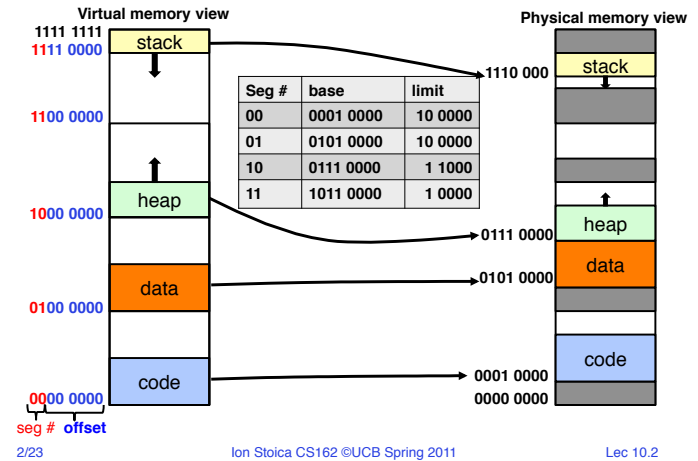 Virtual memory view
Physical memory view
1111 1111
1111 0000
stack
1110 000
stack
Seg # base limit
00 0001 0000 10 0000
01 0101 0000 10 0000
10 0111 0000 1 1000
11 1011 0000 1 0000
1100 0000
heap
1000 0000
heap
0111 0000
data
0101 0000
data
0100 0000
code
code
0001 0000
0000 0000
0000 0000
seg # offset
2/23 Ion Stoica CS162 ©UCB Spring 2011 Lec 10.2